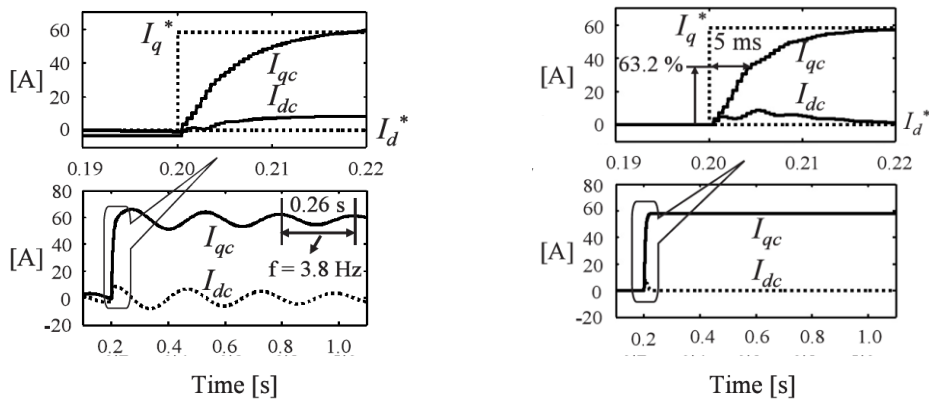 60
40
20
0
[A]
I_q*
I_qc
I_dc
I_d*
0.19 0.20 0.21 0.22
80
60
40
20
0
-20
[A]
0.26 s
f = 3.8 Hz
I_qc
I_dc
0.2 0.4 0.6 0.8 1.0
Time [s]
60
40
20
0
[A]
I_q*
5 ms
63.2 %
I_qc
I_dc
I_d*
0.19 0.20 0.21 0.22
80
60
40
20
0
-20
[A]
I_qc
I_dc
0.2 0.4 0.6 0.8 1.0
Time [s]